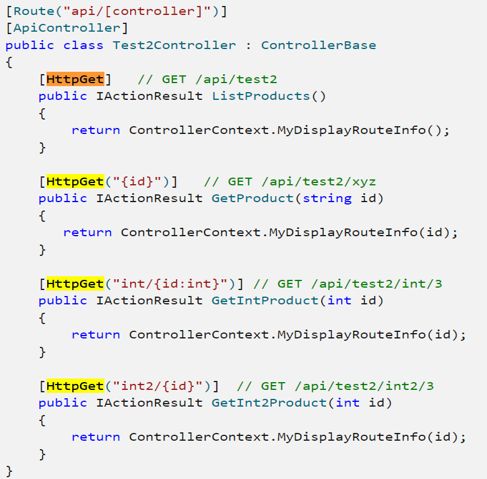 [Route("api/[controller]")]
[ApiController]
public class Test2Controller : ControllerBase
{
    [HttpGet]   // GET /api/test2
    public IActionResult ListProducts()
    {
        return ControllerContext.MyDisplayRouteInfo();
    }

    [HttpGet("{id}")]   // GET /api/test2/xyz
    public IActionResult GetProduct(string id)
    {
       return ControllerContext.MyDisplayRouteInfo(id);
    }

    [HttpGet("int/{id:int}")] // GET /api/test2/int/3
    public IActionResult GetIntProduct(int id)
    {
        return ControllerContext.MyDisplayRouteInfo(id);
    }

    [HttpGet("int2/{id}")]  // GET /api/test2/int2/3
    public IActionResult GetInt2Product(int id)
    {
        return ControllerContext.MyDisplayRouteInfo(id);
    }
}